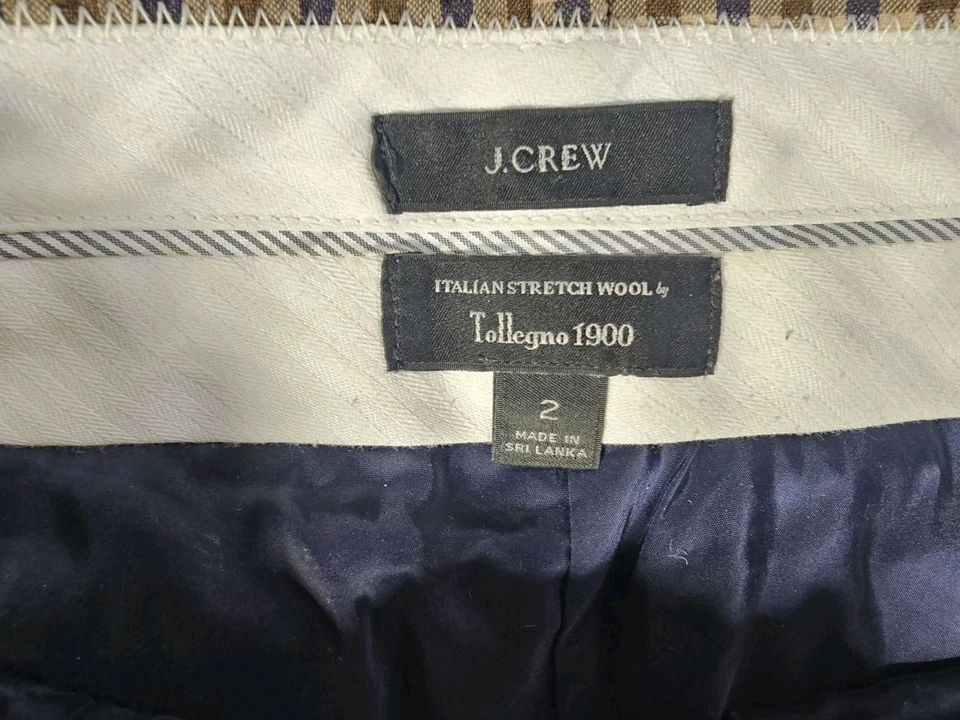 J.CREW
ITALIAN STRETCH WOOL by
Tollegno 1900
2
MADE IN
SRI LANKA